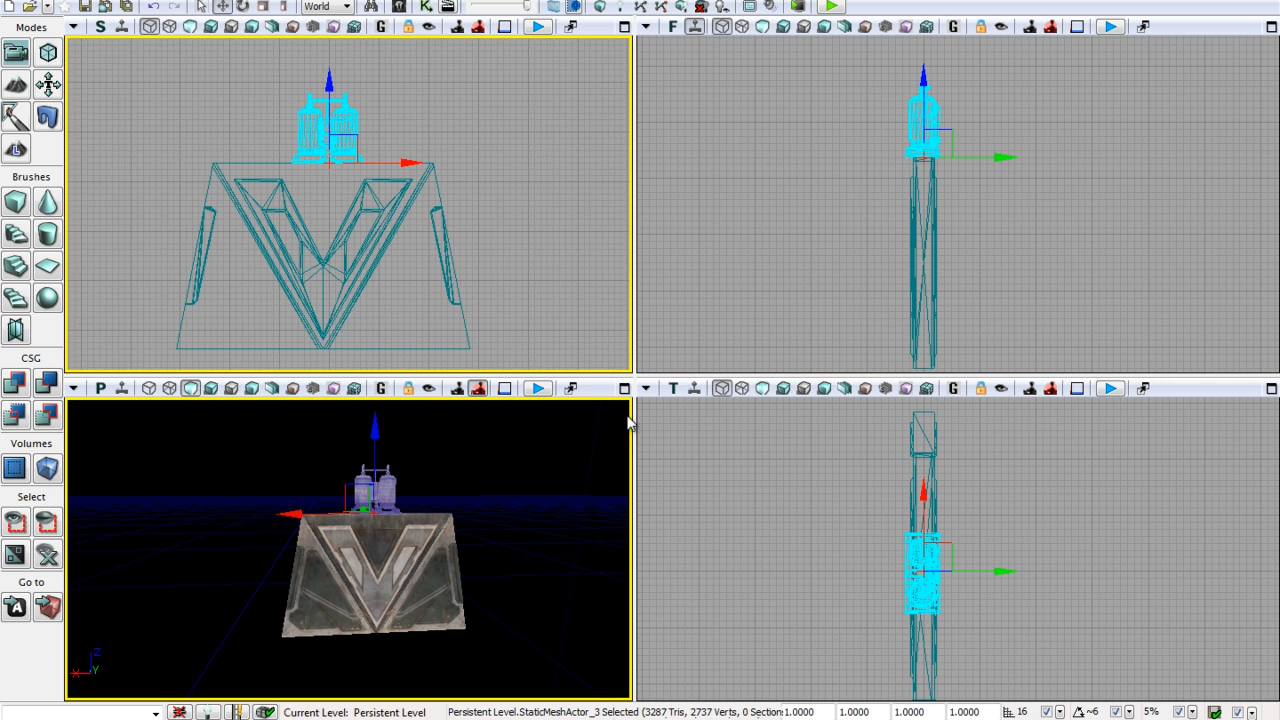 World
Modes
S
G
F
G
Brushes
CSG
Volumes
Select
Go to
P
G
T
G
Z
X
Y
Current Level: Persistent Level
Persistent Level.StaticMeshActor_3 Selected (3287 Tris, 2737 Verts, 0 Section
1.0000
1.0000
1.0000
1.0000
16
~6
5%